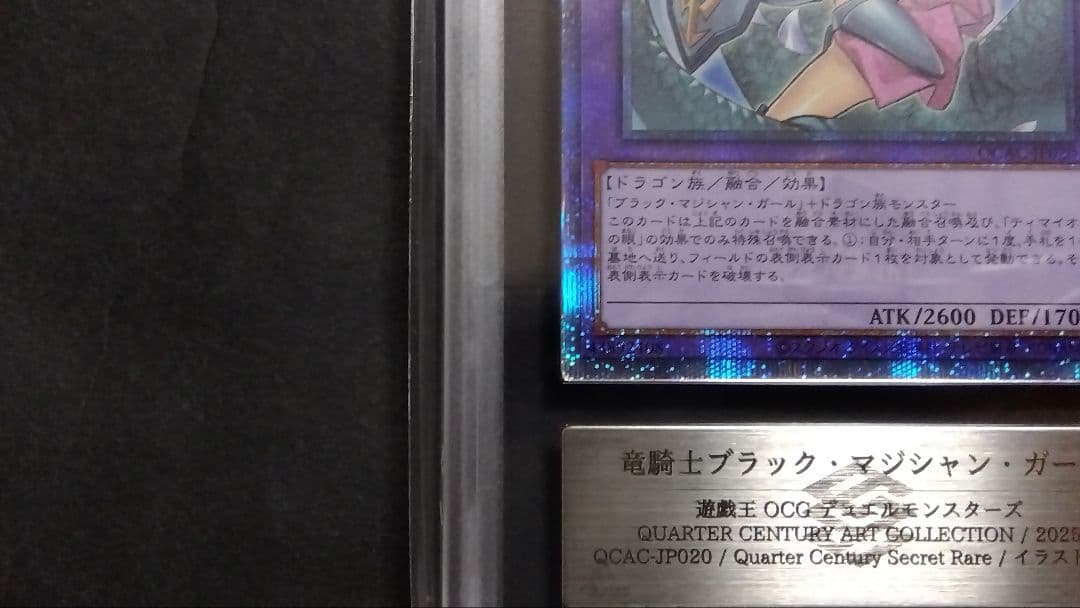 【ドラゴン族／融合／効果】
「ブラック・マジシャン・ガール」＋ドラゴン族モンスター
このカードは上記のカードを融合素材にした融合召喚及び、「ティマイオ
の眼」の効果でのみ特殊召喚できる。①：自分・相手ターンに1度、手札を1
墓地へ送り、フィールドの表側表示カード1枚を対象として発動できる。そ
表側表示カードを破壊する。
ATK/2600 DEF/170
竜騎士ブラック・マジシャン・ガー
遊戯王 OCG デュエルモンスターズ
QUARTER CENTURY ART COLLECTION / 2025
QCAC-JP020 / Quarter Century Secret Rare / イラスト